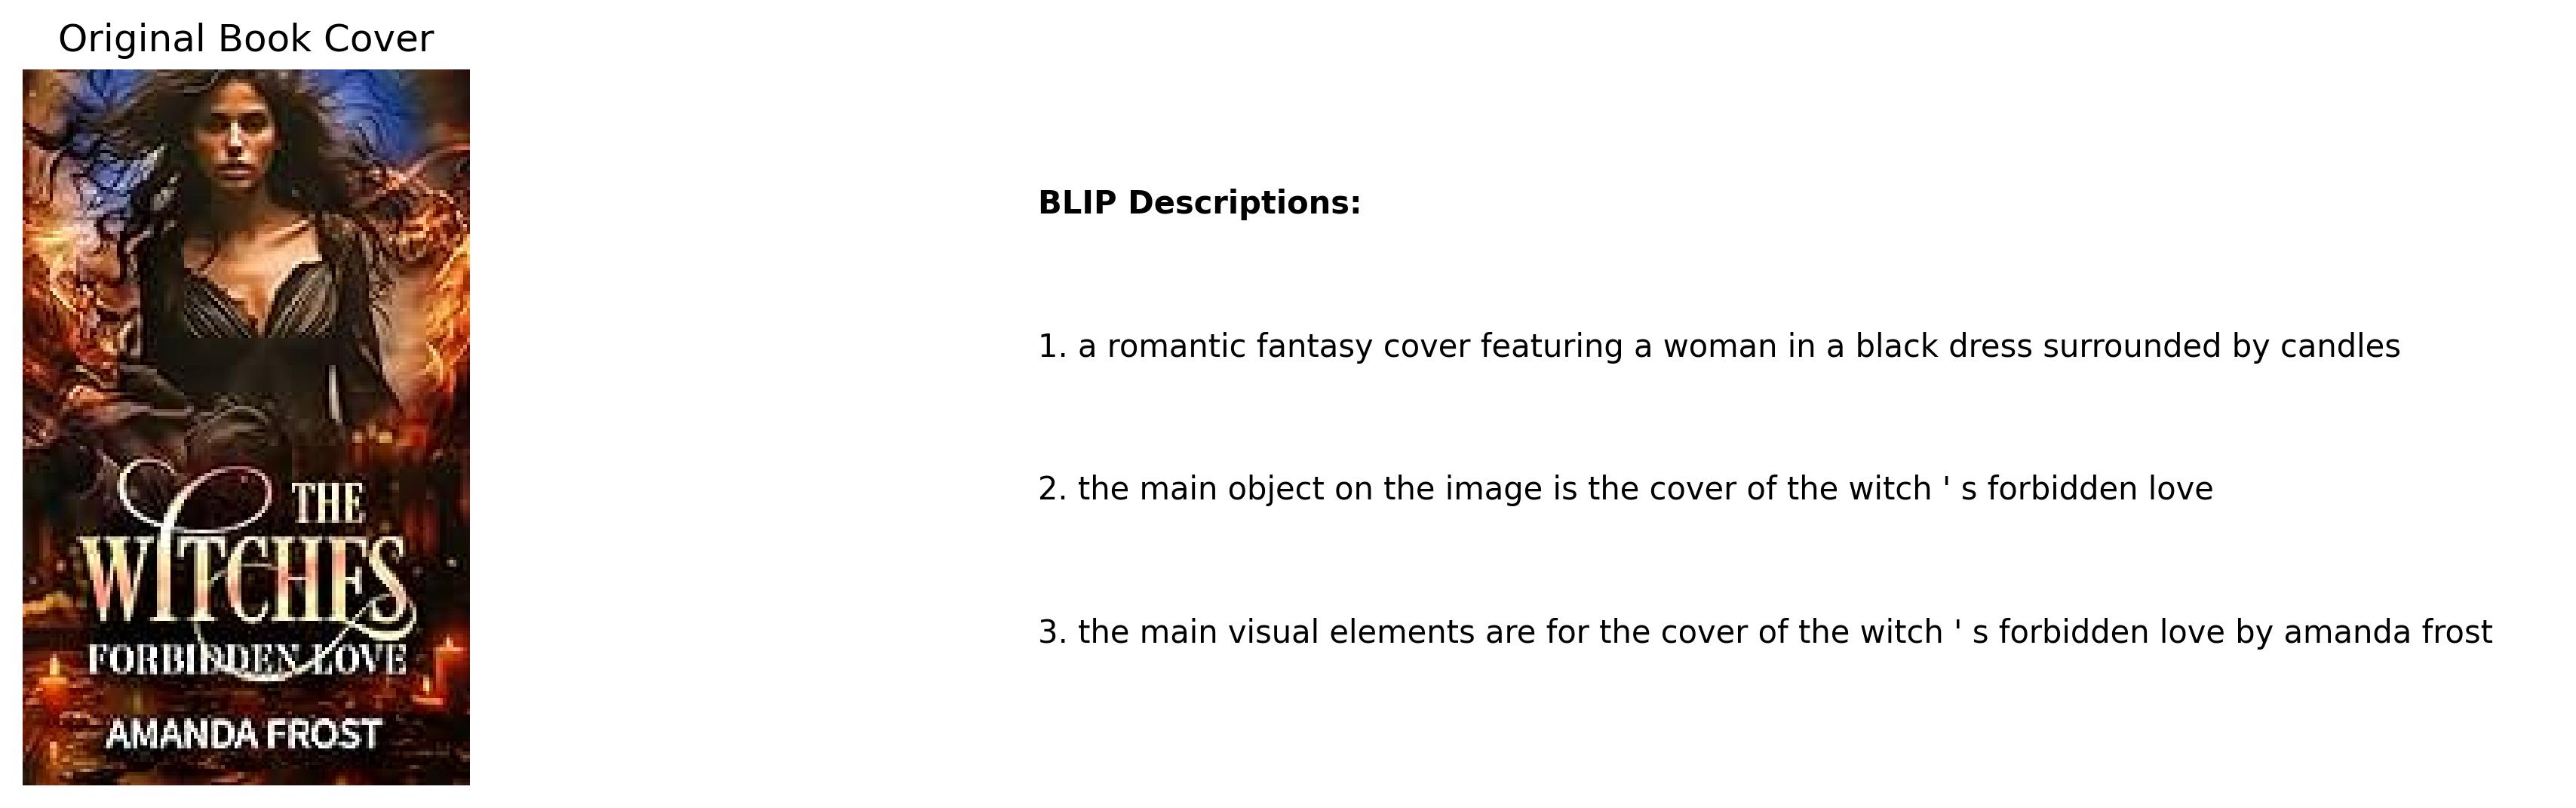 Original Book Cover
THE
WITCHES
FORBIDDEN LOVE
AMANDA FROST
BLIP Descriptions:
1. a romantic fantasy cover featuring a woman in a black dress surrounded by candles
2. the main object on the image is the cover of the witch ' s forbidden love
3. the main visual elements are for the cover of the witch ' s forbidden love by amanda frost